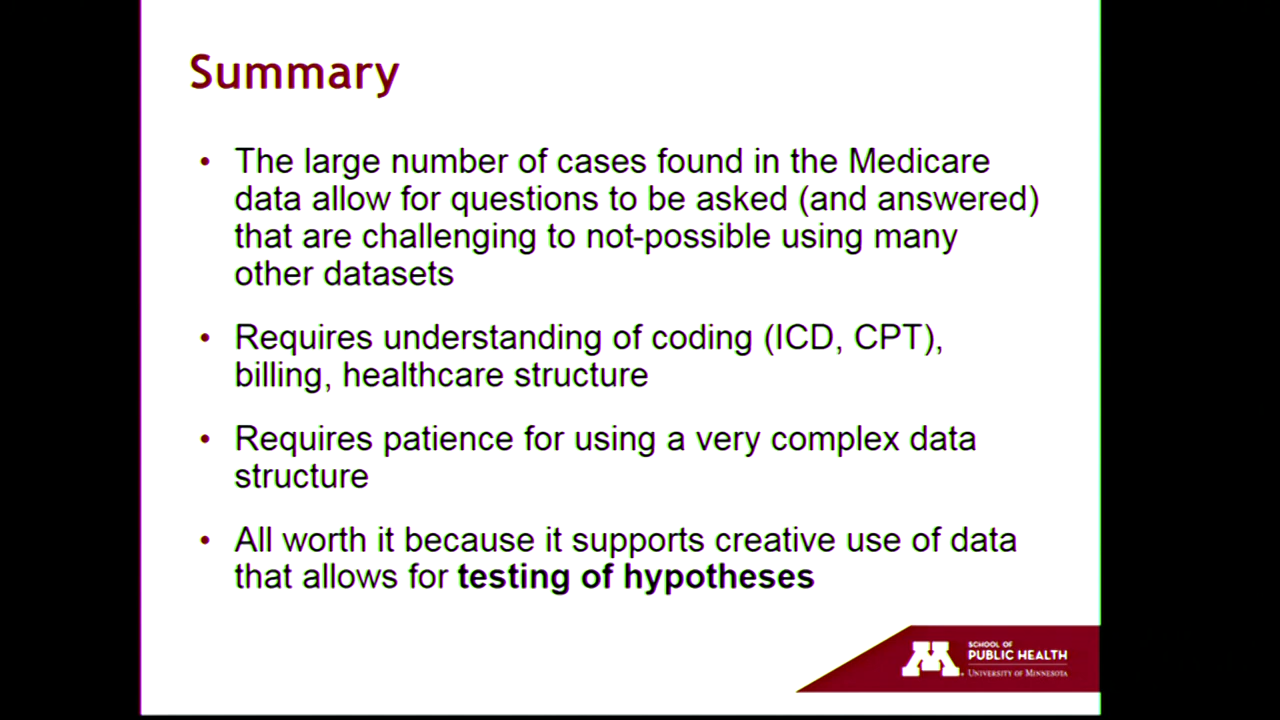 Summary
• The large number of cases found in the Medicare
data allow for questions to be asked (and answered)
that are challenging to not-possible using many
other datasets
• Requires understanding of coding (ICD, CPT),
billing, healthcare structure
• Requires patience for using a very complex data
structure
• All worth it because it supports creative use of data
that allows for testing of hypotheses
M
SCHOOL OF
PUBLIC HEALTH
UNIVERSITY OF MINNESOTA